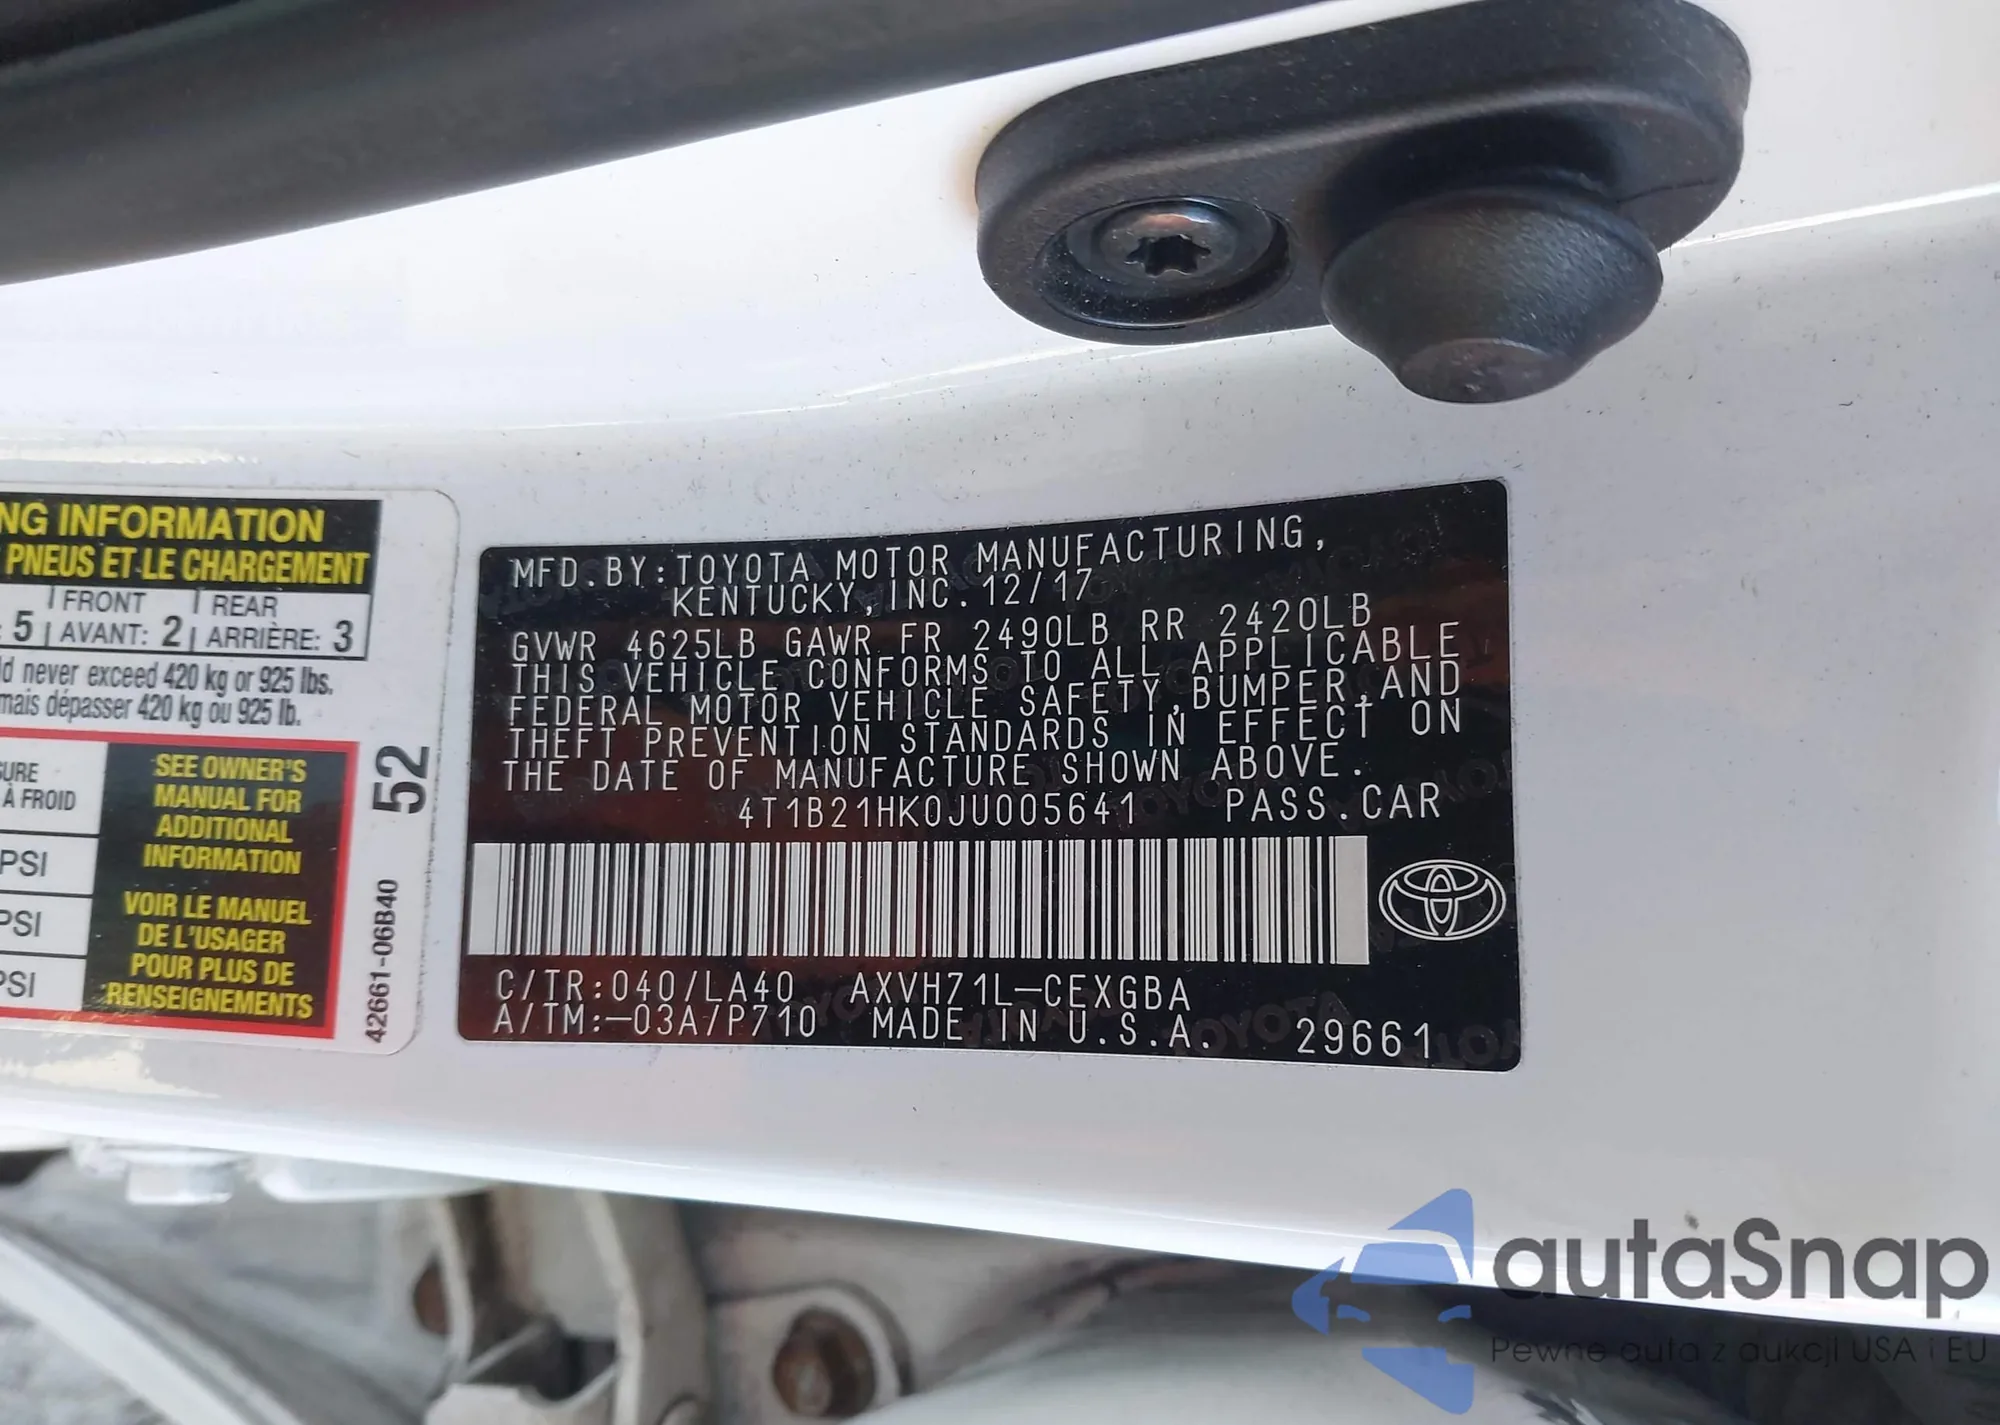 NG INFORMATION
PNEUS ET LE CHARGEMENT
FRONT REAR
: 5 AVANT: 2 ARRIÈRE: 3
d never exceed 420 kg or 925 lbs.
mais dépasser 420 kg ou 925 lb.
URE
À FROID
PSI
PSI
PSI
SEE OWNER'S
MANUAL FOR
ADDITIONAL
INFORMATION
VOIR LE MANUEL
DE L'USAGER
POUR PLUS DE
RENSEIGNEMENTS
52
42661-06B40
MFD.BY:TOYOTA MOTOR MANUFACTURING,
KENTUCKY,INC.12/17
GVWR 4625LB GAWR FR 2490LB RR 2420LB
THIS VEHICLE CONFORMS TO ALL APPLICABLE
FEDERAL MOTOR VEHICLE SAFETY,BUMPER,AND
THEFT PREVENTION STANDARDS IN EFFECT ON
THE DATE OF MANUFACTURE SHOWN ABOVE.
4T1B21HK0JU005641 PASS.CAR
C/TR:040/LA40 AXVH71L-CEXGBA
A/TM:-03A/P710 MADE IN U.S.A. 29661
autaSnap
Pewne auta z aukcji USA i EU